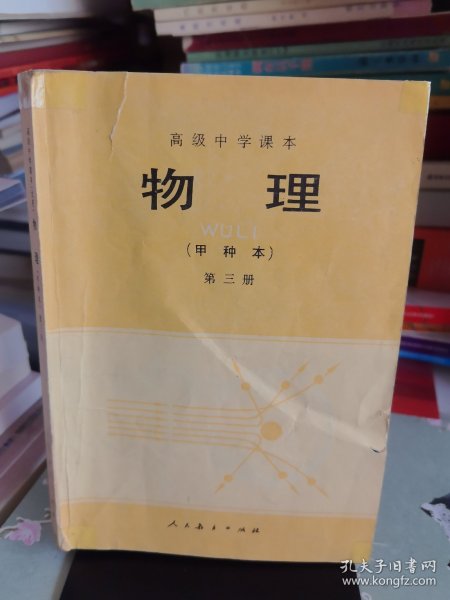 高级中学课本
物理
WULI
(甲种本)
第三册
人民教育出版社
孔夫子旧书网
www.kongfz.com